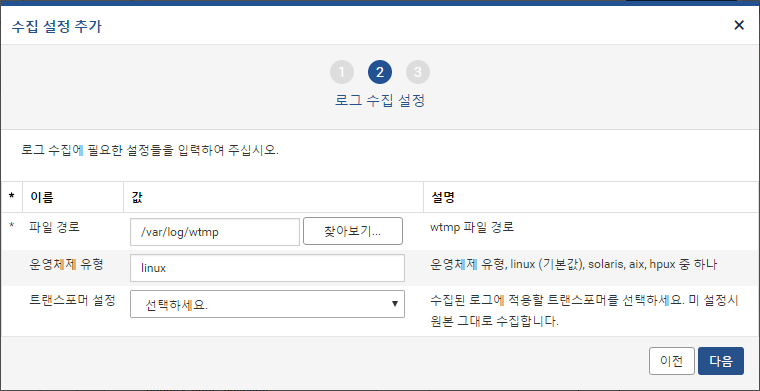 수집 설정 추가 ×
1 2 3
로그 수집 설정
로그 수집에 필요한 설정들을 입력하여 주십시오.
* 이름 값 설명
* 파일 경로 /var/log/wtmp 찾아보기... wtmp 파일 경로
운영체제 유형 linux 운영체제 유형, linux (기본값), solaris, aix, hpux 중 하나
트랜스포머 설정 선택하세요. ▼ 수집된 로그에 적용할 트랜스포머를 선택하세요. 미 설정시
원본 그대로 수집합니다.
이전 다음